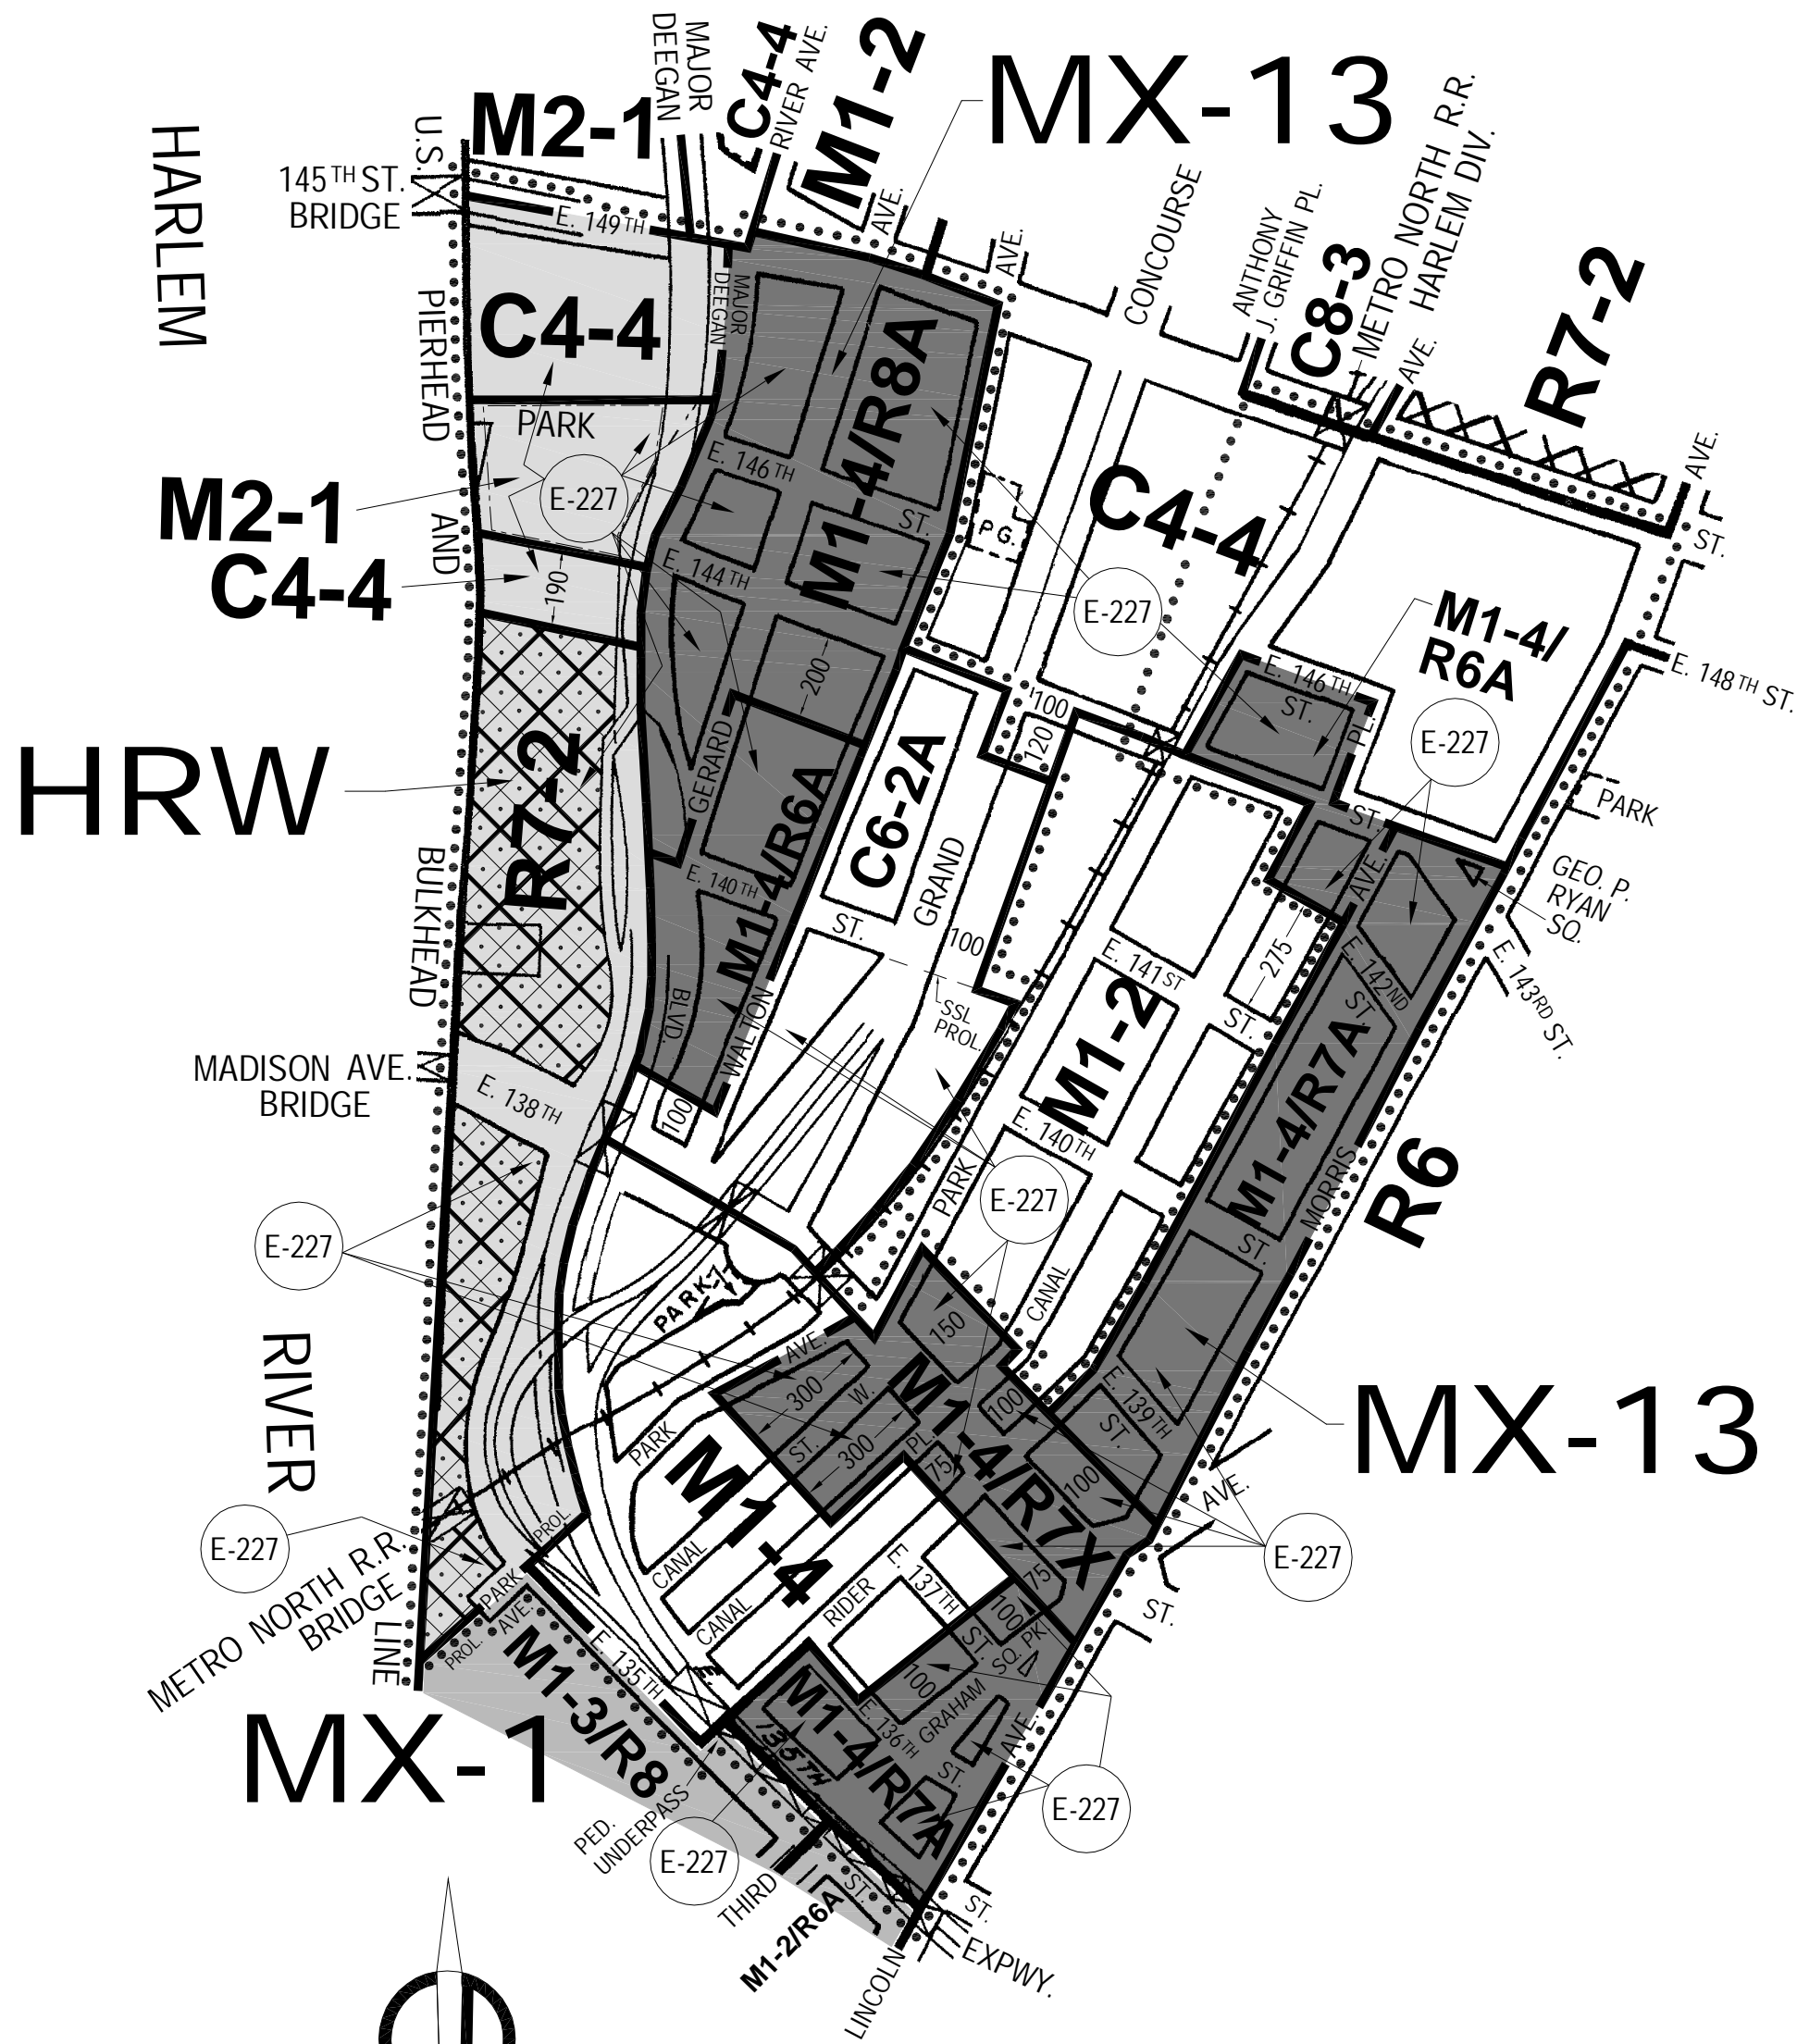 MAJOR
DEEGAN
C4-4
RIVER AVE.
M1-2
MX-13
M2-1
U.S.
HARLEM
145TH ST.
BRIDGE
E. 149TH
AVE.
AVE.
CONCOURSE
ANTHONY
J. GRIFFIN PL.
C8-3
METRO NORTH R.R.
HARLEM DIV.
AVE.
R7-2
AVE.
ST.
PIERHEAD
C4-4
MAJOR
DEEGAN
PARK
M1-4/R8A
E. 146TH
ST.
P G.
C4-4
M2-1
C4-4
E-227
AND
190
E. 144TH
E-227
M1-4/
R6A
E. 146TH
ST.
PL.
E-227
E. 148TH ST.
200
100
120
HRW
R7-2
GERARD
M1-4/R6A
C6-2A
GRAND
ST.
AVE.
PARK
GEO. P.
RYAN
SQ.
BULKHEAD
E. 140TH
ST.
100
SSL
PROL.
E. 141ST
ST.
275
E. 142ND
ST.
E. 143RD ST.
BLVD.
WALTON
M1-2
M1-4/R7A
MADISON AVE.
BRIDGE
E. 138TH
100
E. 140TH
PARK
E-227
MORRIS
R6
ST.
E-227
CANAL
PARK
RIVER
AVE.
150
300
W.
ST.
300
PL.
75
100
M1-4/R7X
E. 139TH
ST.
100
MX-13
AVE.
PARK
M1-4
E-227
METRO NORTH R.R.
BRIDGE
PROL.
CANAL
CANAL
RIDER
E. 137TH
ST.
75
100
SQ. PK
E-227
ST.
LINE
PARK
AVE.
PROL.
M1-3/R8
E. 135TH
MX-1
100
GRAHAM
E. 136TH
ST.
AVE.
M1-4/R7A
135TH
E-227
PED.
UNDERPASS
E-227
THIRD
ST.
M1-2/R6A
ST.
EXPWY.
LINCOLN